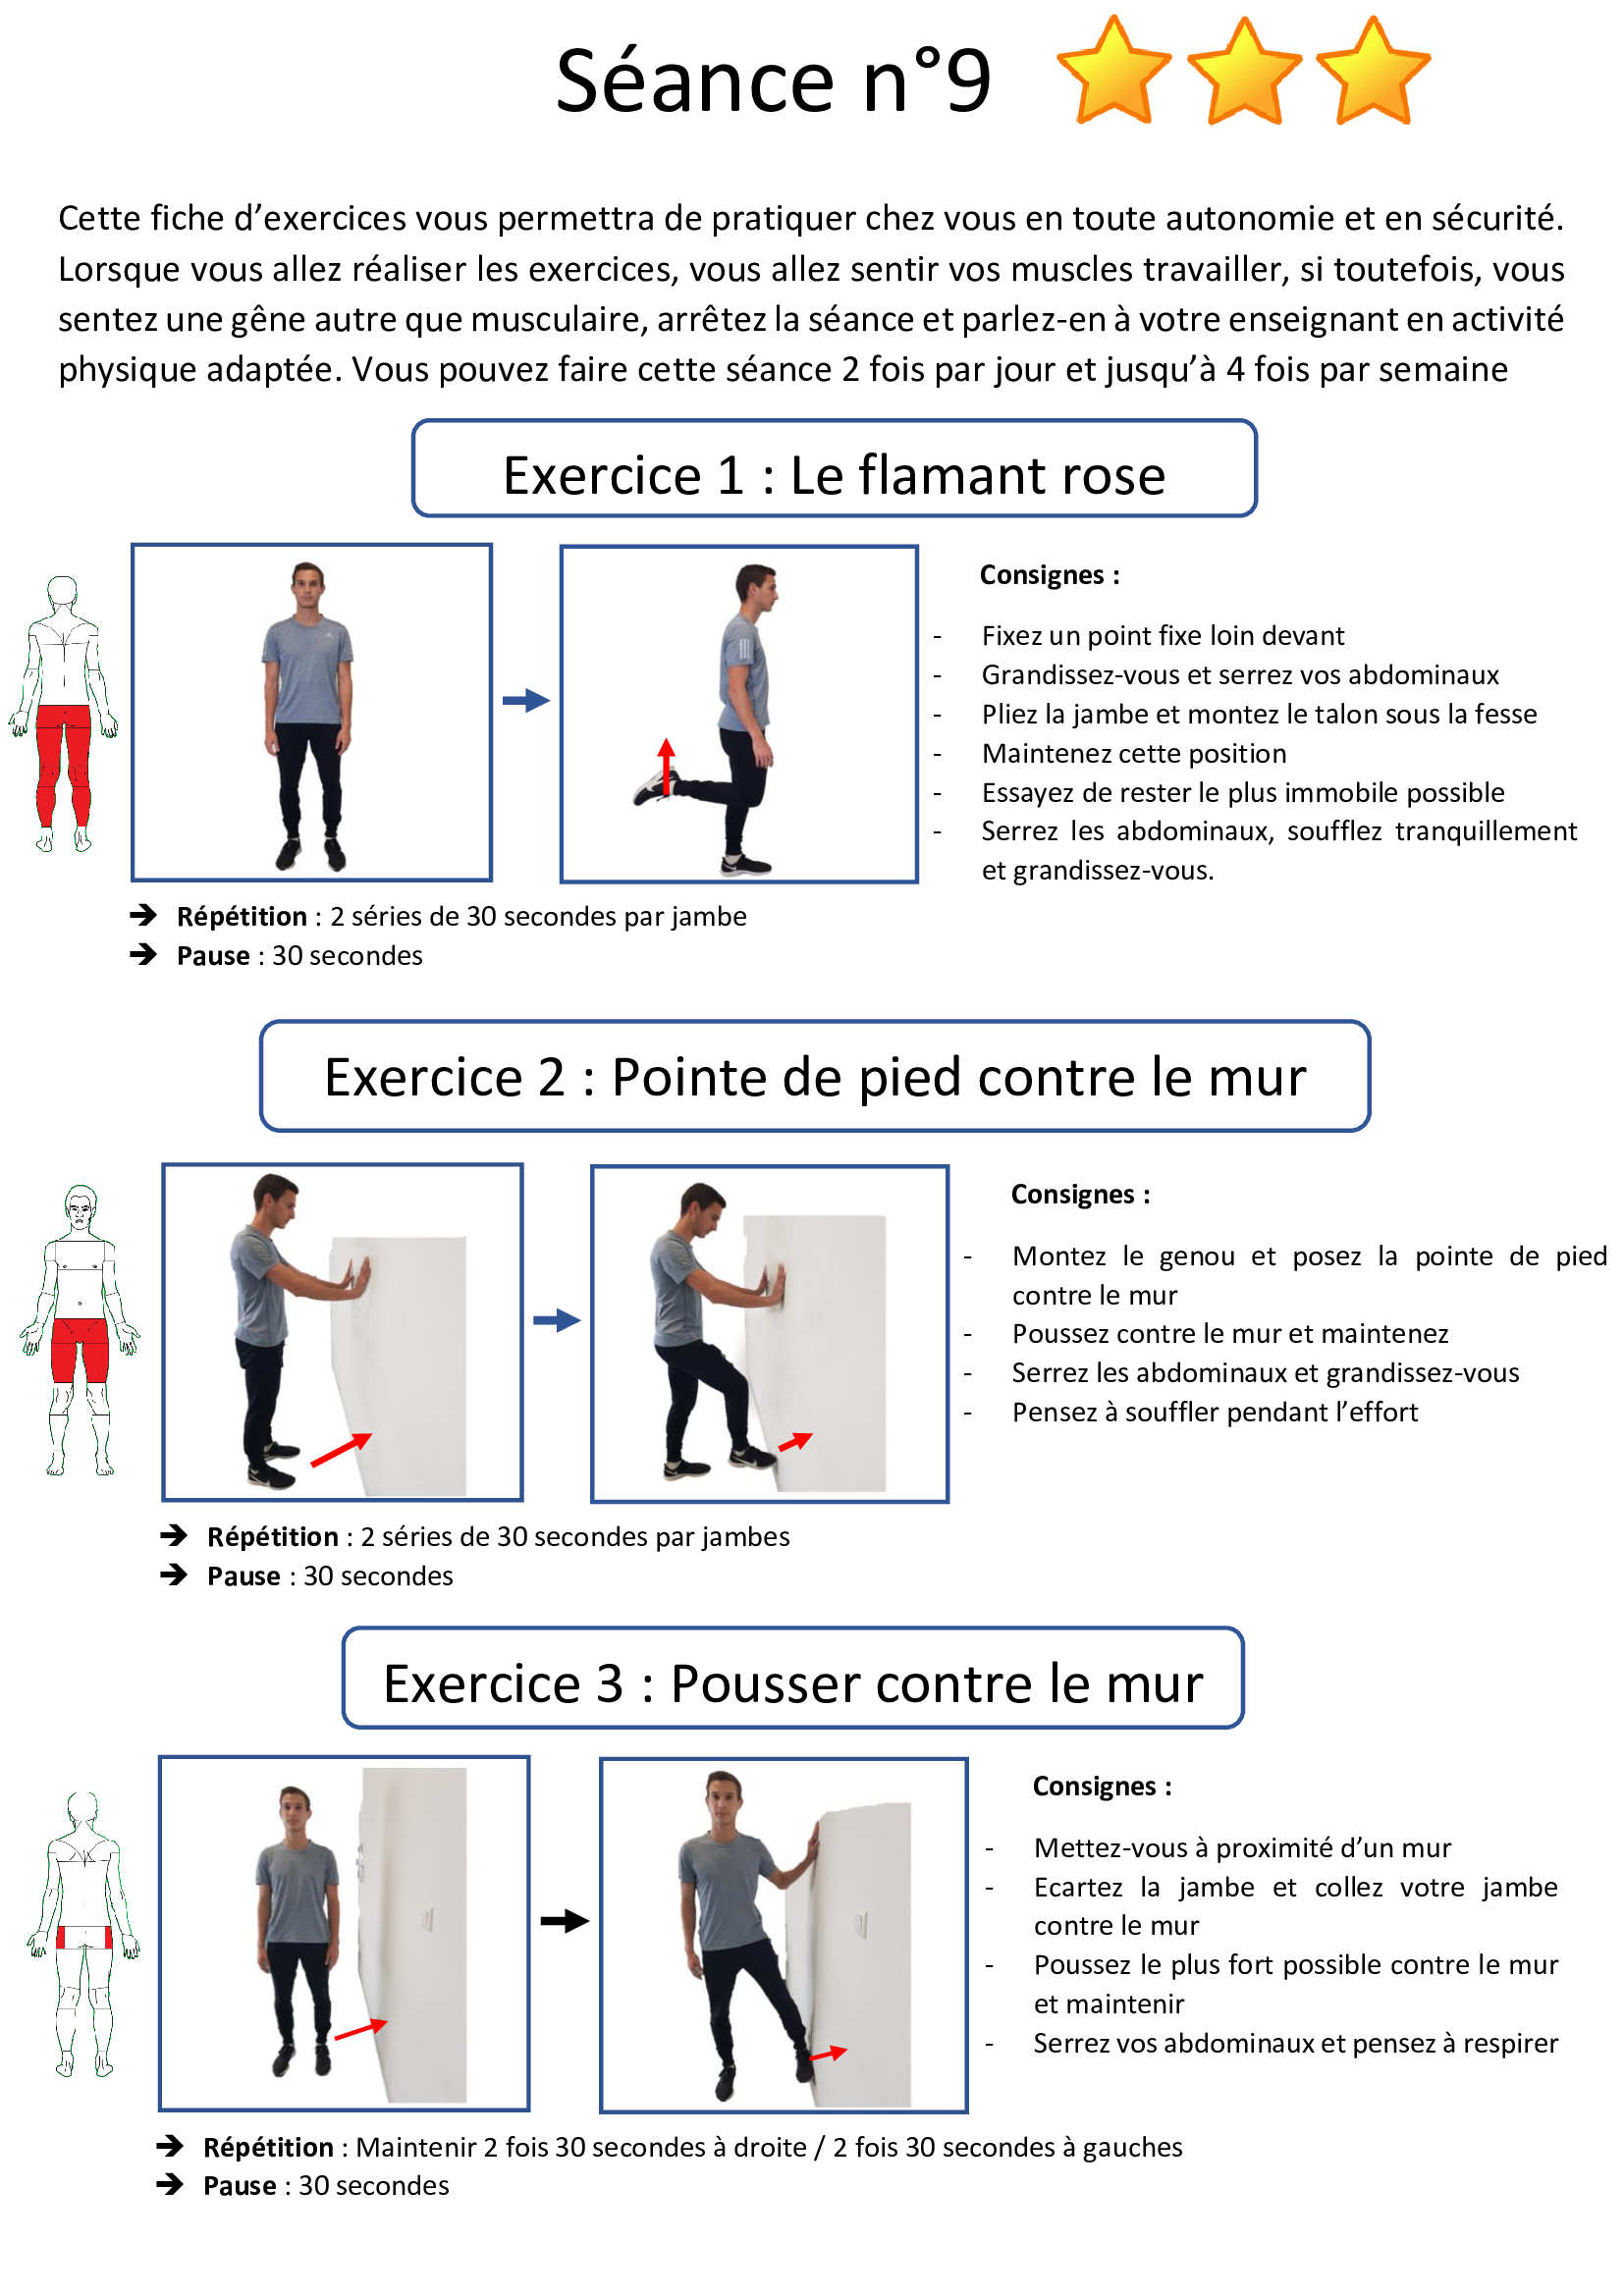 Séance n°9
Cette fiche d’exercices vous permettra de pratiquer chez vous en toute autonomie et en sécurité.
Lorsque vous allez réaliser les exercices, vous allez sentir vos muscles travailler, si toutefois, vous
sentez une gêne autre que musculaire, arrêtez la séance et parlez-en à votre enseignant en activité
physique adaptée. Vous pouvez faire cette séance 2 fois par jour et jusqu’à 4 fois par semaine
Exercice 1 : Le flamant rose
Consignes :
- Fixez un point fixe loin devant
- Grandissez-vous et serrez vos abdominaux
- Pliez la jambe et montez le talon sous la fesse
- Maintenez cette position
- Essayez de rester le plus immobile possible
- Serrez les abdominaux, soufflez tranquillement
et grandissez-vous.
➔ Répétition : 2 séries de 30 secondes par jambe
➔ Pause : 30 secondes
Exercice 2 : Pointe de pied contre le mur
Consignes :
- Montez le genou et posez la pointe de pied
contre le mur
- Poussez contre le mur et maintenez
- Serrez les abdominaux et grandissez-vous
- Pensez à souffler pendant l’effort
➔ Répétition : 2 séries de 30 secondes par jambes
➔ Pause : 30 secondes
Exercice 3 : Pousser contre le mur
Consignes :
- Mettez-vous à proximité d’un mur
- Ecartez la jambe et collez votre jambe
contre le mur
- Poussez le plus fort possible contre le mur
et maintenir
- Serrez vos abdominaux et pensez à respirer
➔ Répétition : Maintenir 2 fois 30 secondes à droite / 2 fois 30 secondes à gauches
➔ Pause : 30 secondes